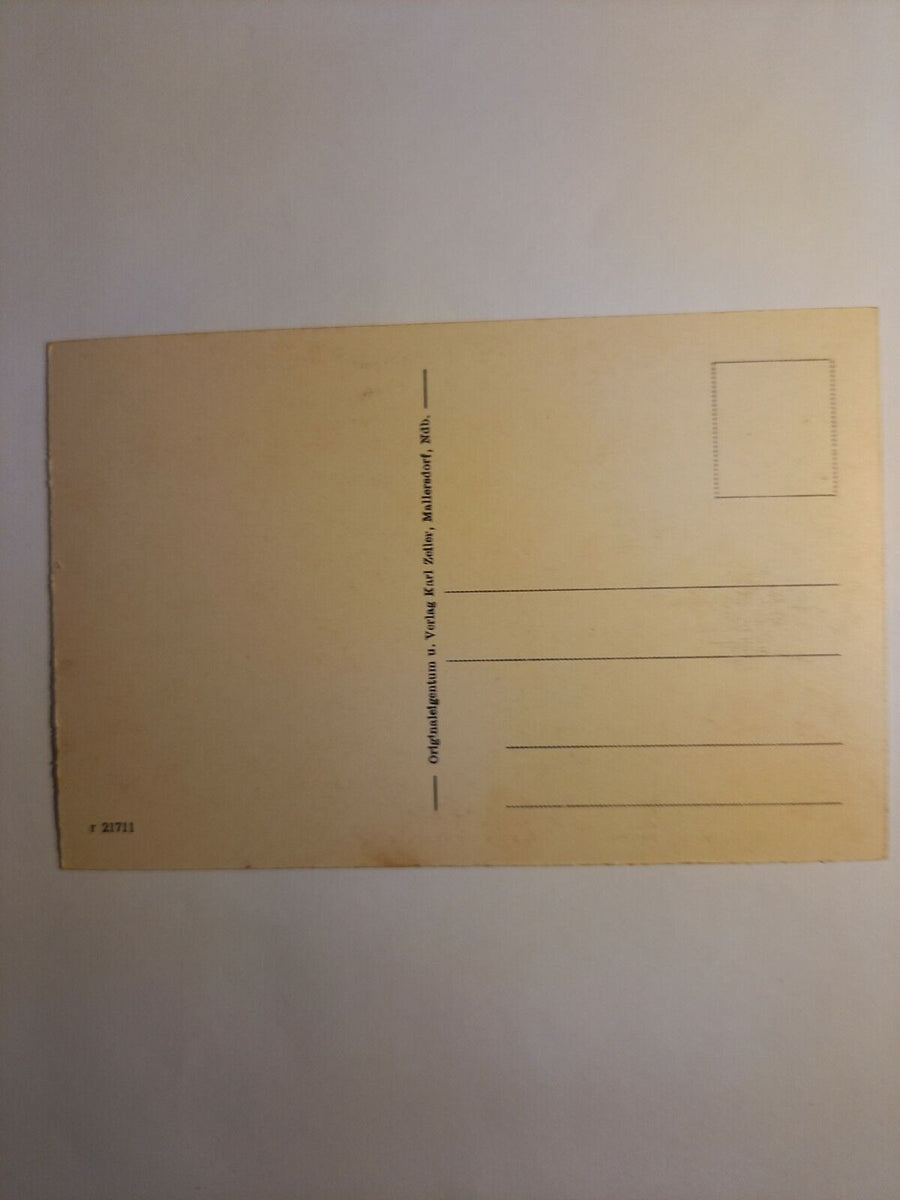 Originaleigentum u. Verlag Karl Zeller, Mallersdorf, Ndb.
r 21711